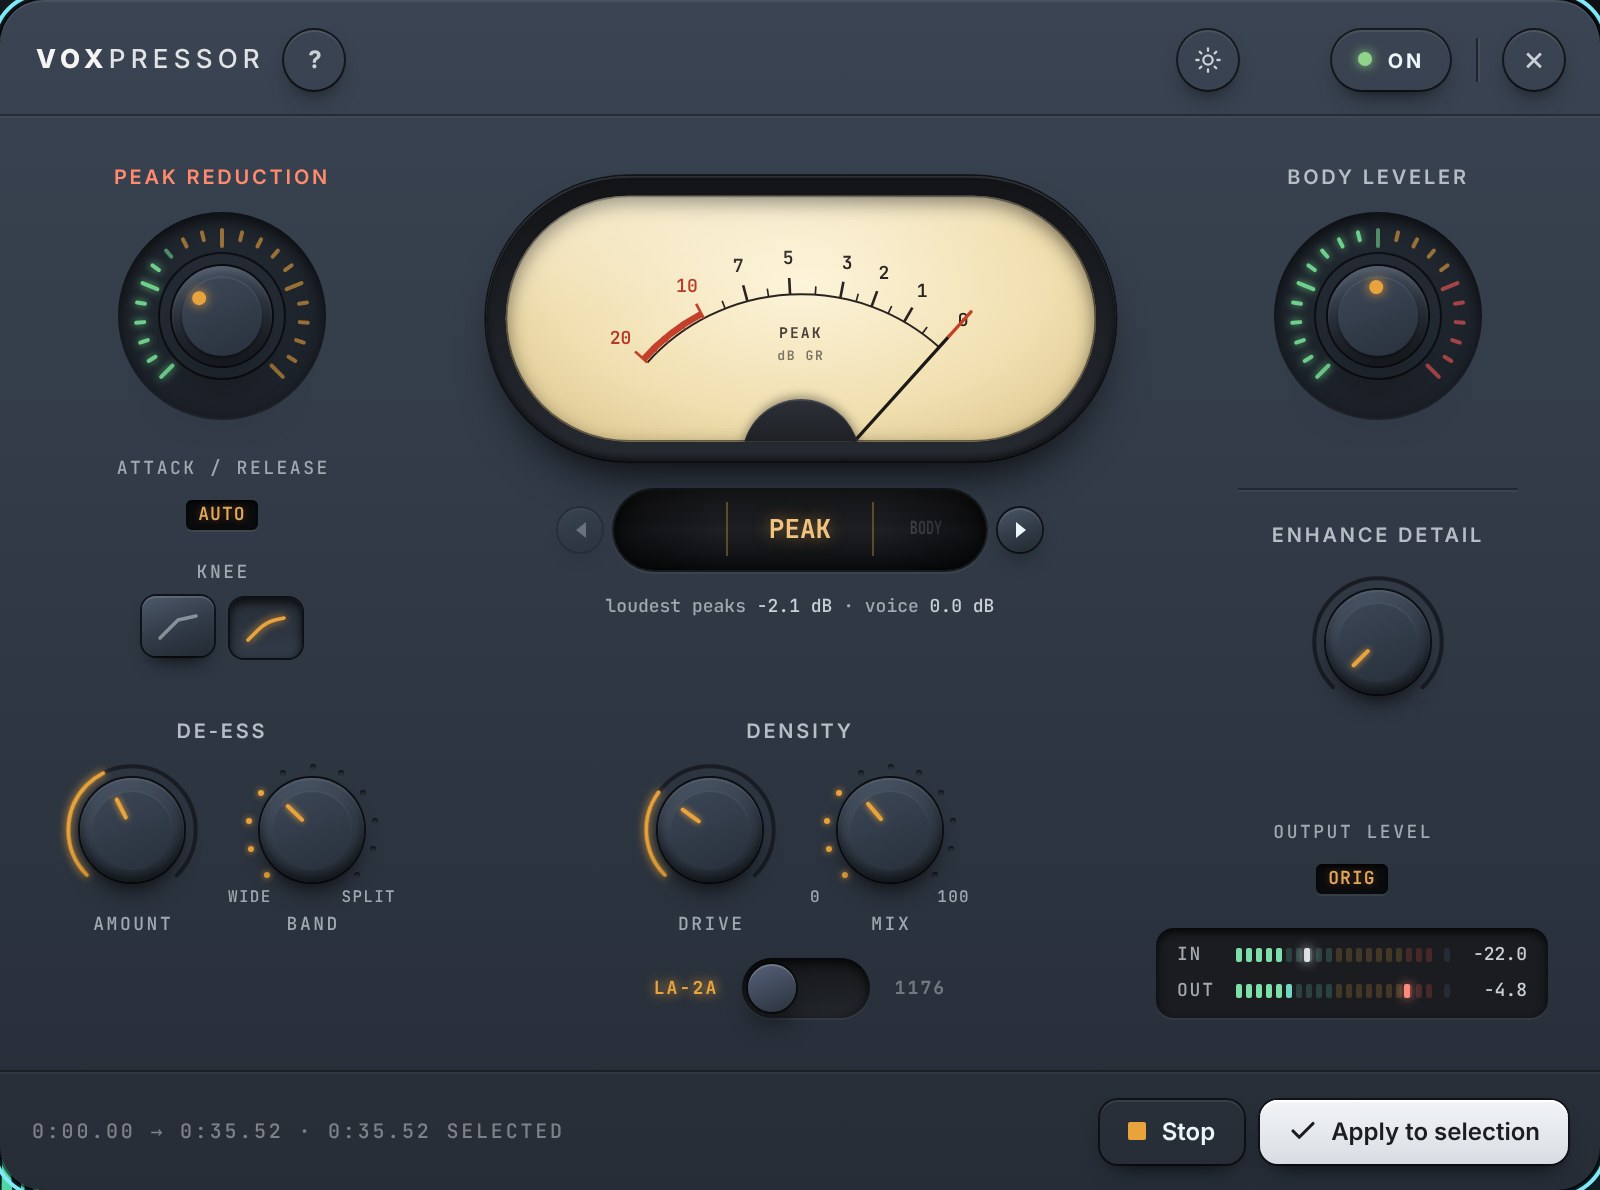 VOXPRESSOR ?
ON
PEAK REDUCTION
BODY LEVELER
20 10 7 5 3 2 1 0
PEAK
dB GR
ATTACK / RELEASE
AUTO
PEAK BODY
KNEE
ENHANCE DETAIL
loudest peaks -2.1 dB · voice 0.0 dB
DE-ESS
DENSITY
WIDE SPLIT
AMOUNT BAND
0 100
DRIVE MIX
LA-2A 1176
OUTPUT LEVEL
ORIG
IN -22.0
OUT -4.8
0:00.00 → 0:35.52 · 0:35.52 SELECTED
Stop
Apply to selection